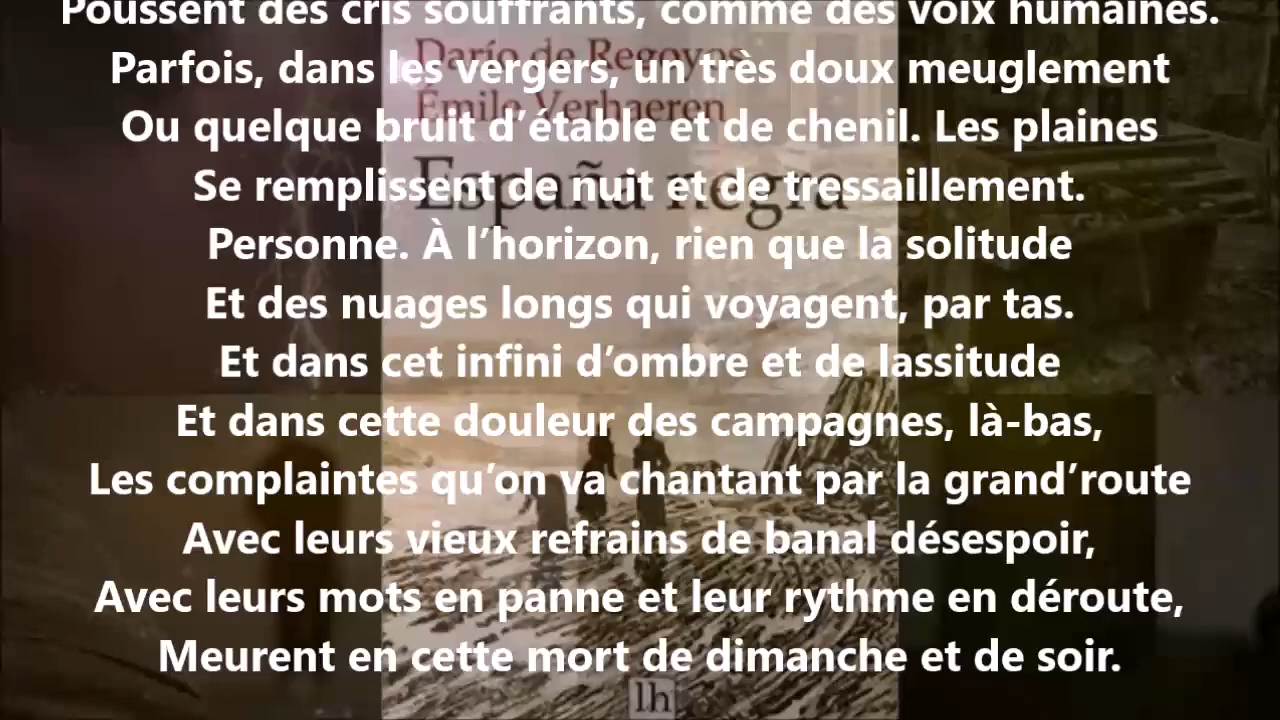 Poussent des cris souffrants, comme des voix humaines.
Darío de Regoyos
Parfois, dans les vergers, un très doux meuglement
Émile Verhaeren
Ou quelque bruit d’étable et de chenil. Les plaines
España negra
Se remplissent de nuit et de tressaillement.
Personne. À l’horizon, rien que la solitude
Et des nuages longs qui voyagent, par tas.
Et dans cet infini d’ombre et de lassitude
Et dans cette douleur des campagnes, là-bas,
Les complaintes qu’on va chantant par la grand’route
Avec leurs vieux refrains de banal désespoir,
Avec leurs mots en panne et leur rythme en déroute,
Meurent en cette mort de dimanche et de soir.
lh